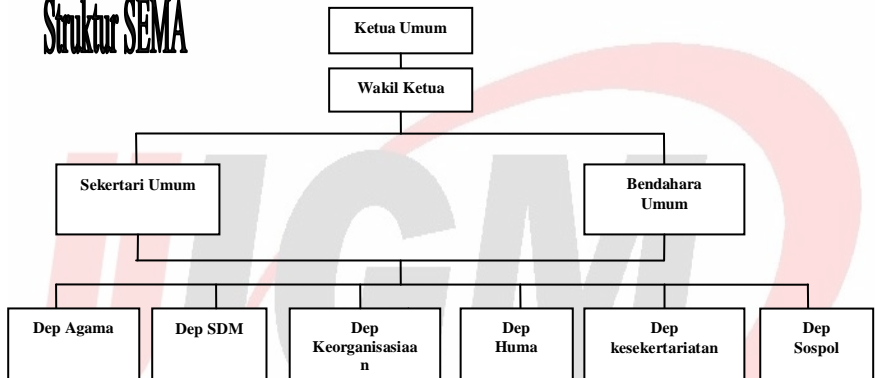 Struktur SEMA
Ketua Umum
Wakil Ketua
Sekertari Umum
Bendahara
Umum
Dep Agama
Dep SDM
Dep
Keorganisasiaa
n
Dep
Huma
Dep
kesekertariatan
Dep
Sospol
IGM